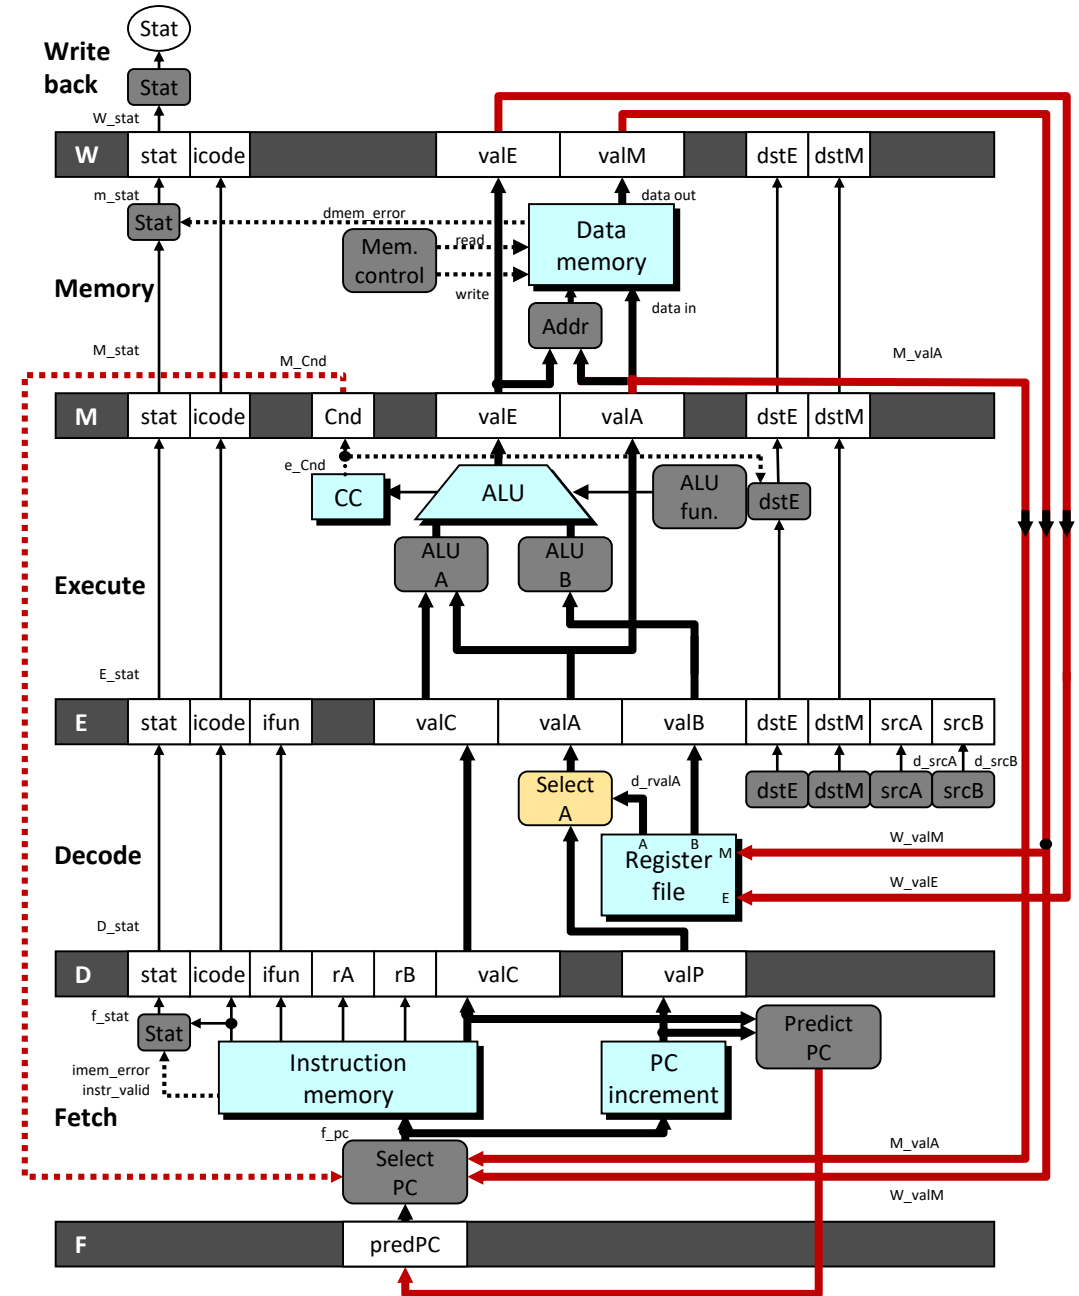 Stat
Write
back
Stat
W_stat
W stat icode valE valM dstE dstM
m_stat
data out
Stat
dmem_error
Data
memory
Mem.
control
read
write
Memory
Addr
data in
M_stat
M_Cnd
M_valA
M stat icode Cnd valE valA dstE dstM
e_Cnd
CC
ALU
ALU
fun.
dstE
ALU
A
ALU
B
Execute
E_stat
E stat icode ifun valC valA valB dstE dstM srcA srcB
d_srcA d_srcB
Select
A
d_rvalA
dstE dstM srcA srcB
Decode
A B
Register
file
M
E
W_valM
W_valE
D_stat
D stat icode ifun rA rB valC valP
f_stat
Stat
Predict
PC
imem_error
instr_valid
Instruction
memory
PC
increment
Fetch
f_pc
Select
PC
M_valA
W_valM
F predPC